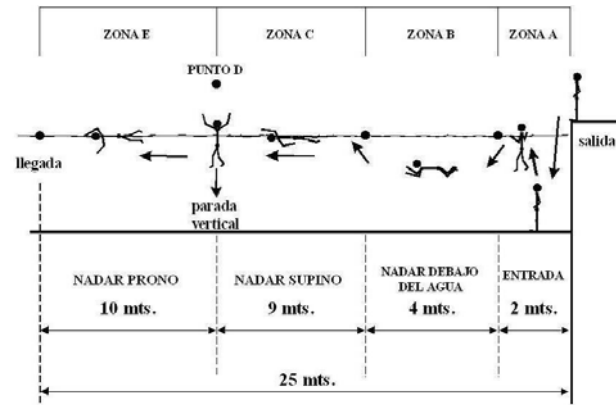 ZONA E
ZONA C
ZONA B
ZONA A
PUNTO D
salida
llegada
parada
vertical
NADAR PRONO
10 mts.
NADAR SUPINO
9 mts.
NADAR DEBAJO
DEL AGUA
4 mts.
ENTRADA
2 mts.
25 mts.